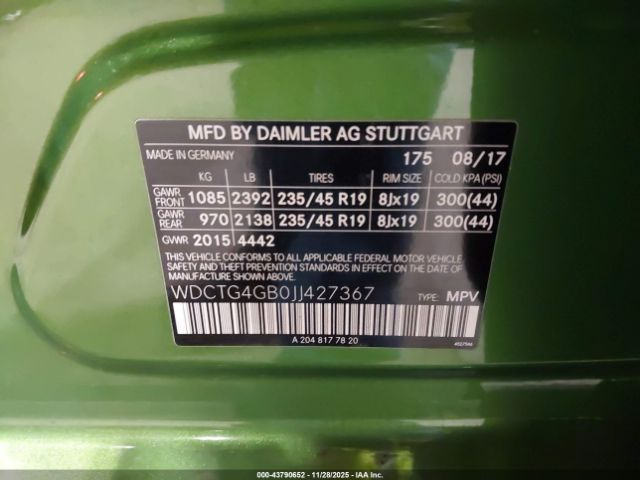 MFD BY DAIMLER AG STUTTGART
MADE IN GERMANY 175 08/17
KG LB TIRES RIM SIZE COLD KPA (PSI)
GAWR FRONT 1085 2392 235/45 R19 8Jx19 300(44)
GAWR REAR 970 2138 235/45 R19 8Jx19 300(44)
GVWR 2015 4442
THIS VEHICLE CONFORMS TO ALL APPLICABLE FEDERAL MOTOR VEHICLE
SAFETY, BUMPER, AND THEFT PREVENTION STANDARDS IN EFFECT ON THE
DATE OF MANUFACTURE SHOWN ABOVE.
WDCTG4GB0JJ427367 TYPE: MPV
A 204 817 78 20
000-43790652 - 11/28/2025 - IAA Inc.